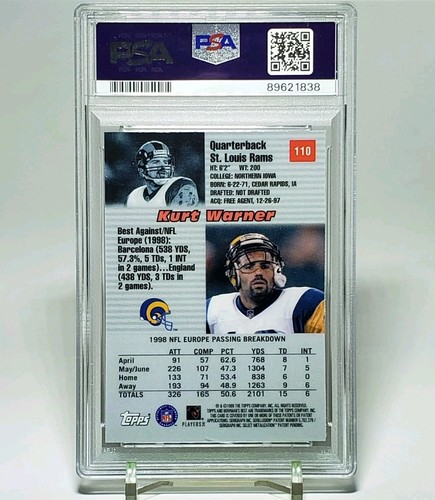 PSA
PSA
89621838
Quarterback
St. Louis Rams
110
HT: 6'2" WT: 200
COLLEGE: NORTHERN IOWA
BORN: 6-22-71, CEDAR RAPIDS, IA
DRAFTED: NOT DRAFTED
ACQ: FREE AGENT, 12-26-97
Kurt Warner
Best Against/NFL
Europe (1998):
Barcelona (538 YDS,
57.3%, 5 TDs, 1 INT
in 2 games)...England
(438 YDS, 3 TDs in
2 games).
1998 NFL EUROPE PASSING BREAKDOWN
ATT COMP PCT YDS TD INT
April 91 57 62.6 768 8 1
May/June 226 107 47.3 1304 7 5
Home 133 71 53.4 838 6 0
Away 193 94 48.9 1263 9 6
TOTALS 326 165 50.6 2101 15 6
Topps
PLAYERS